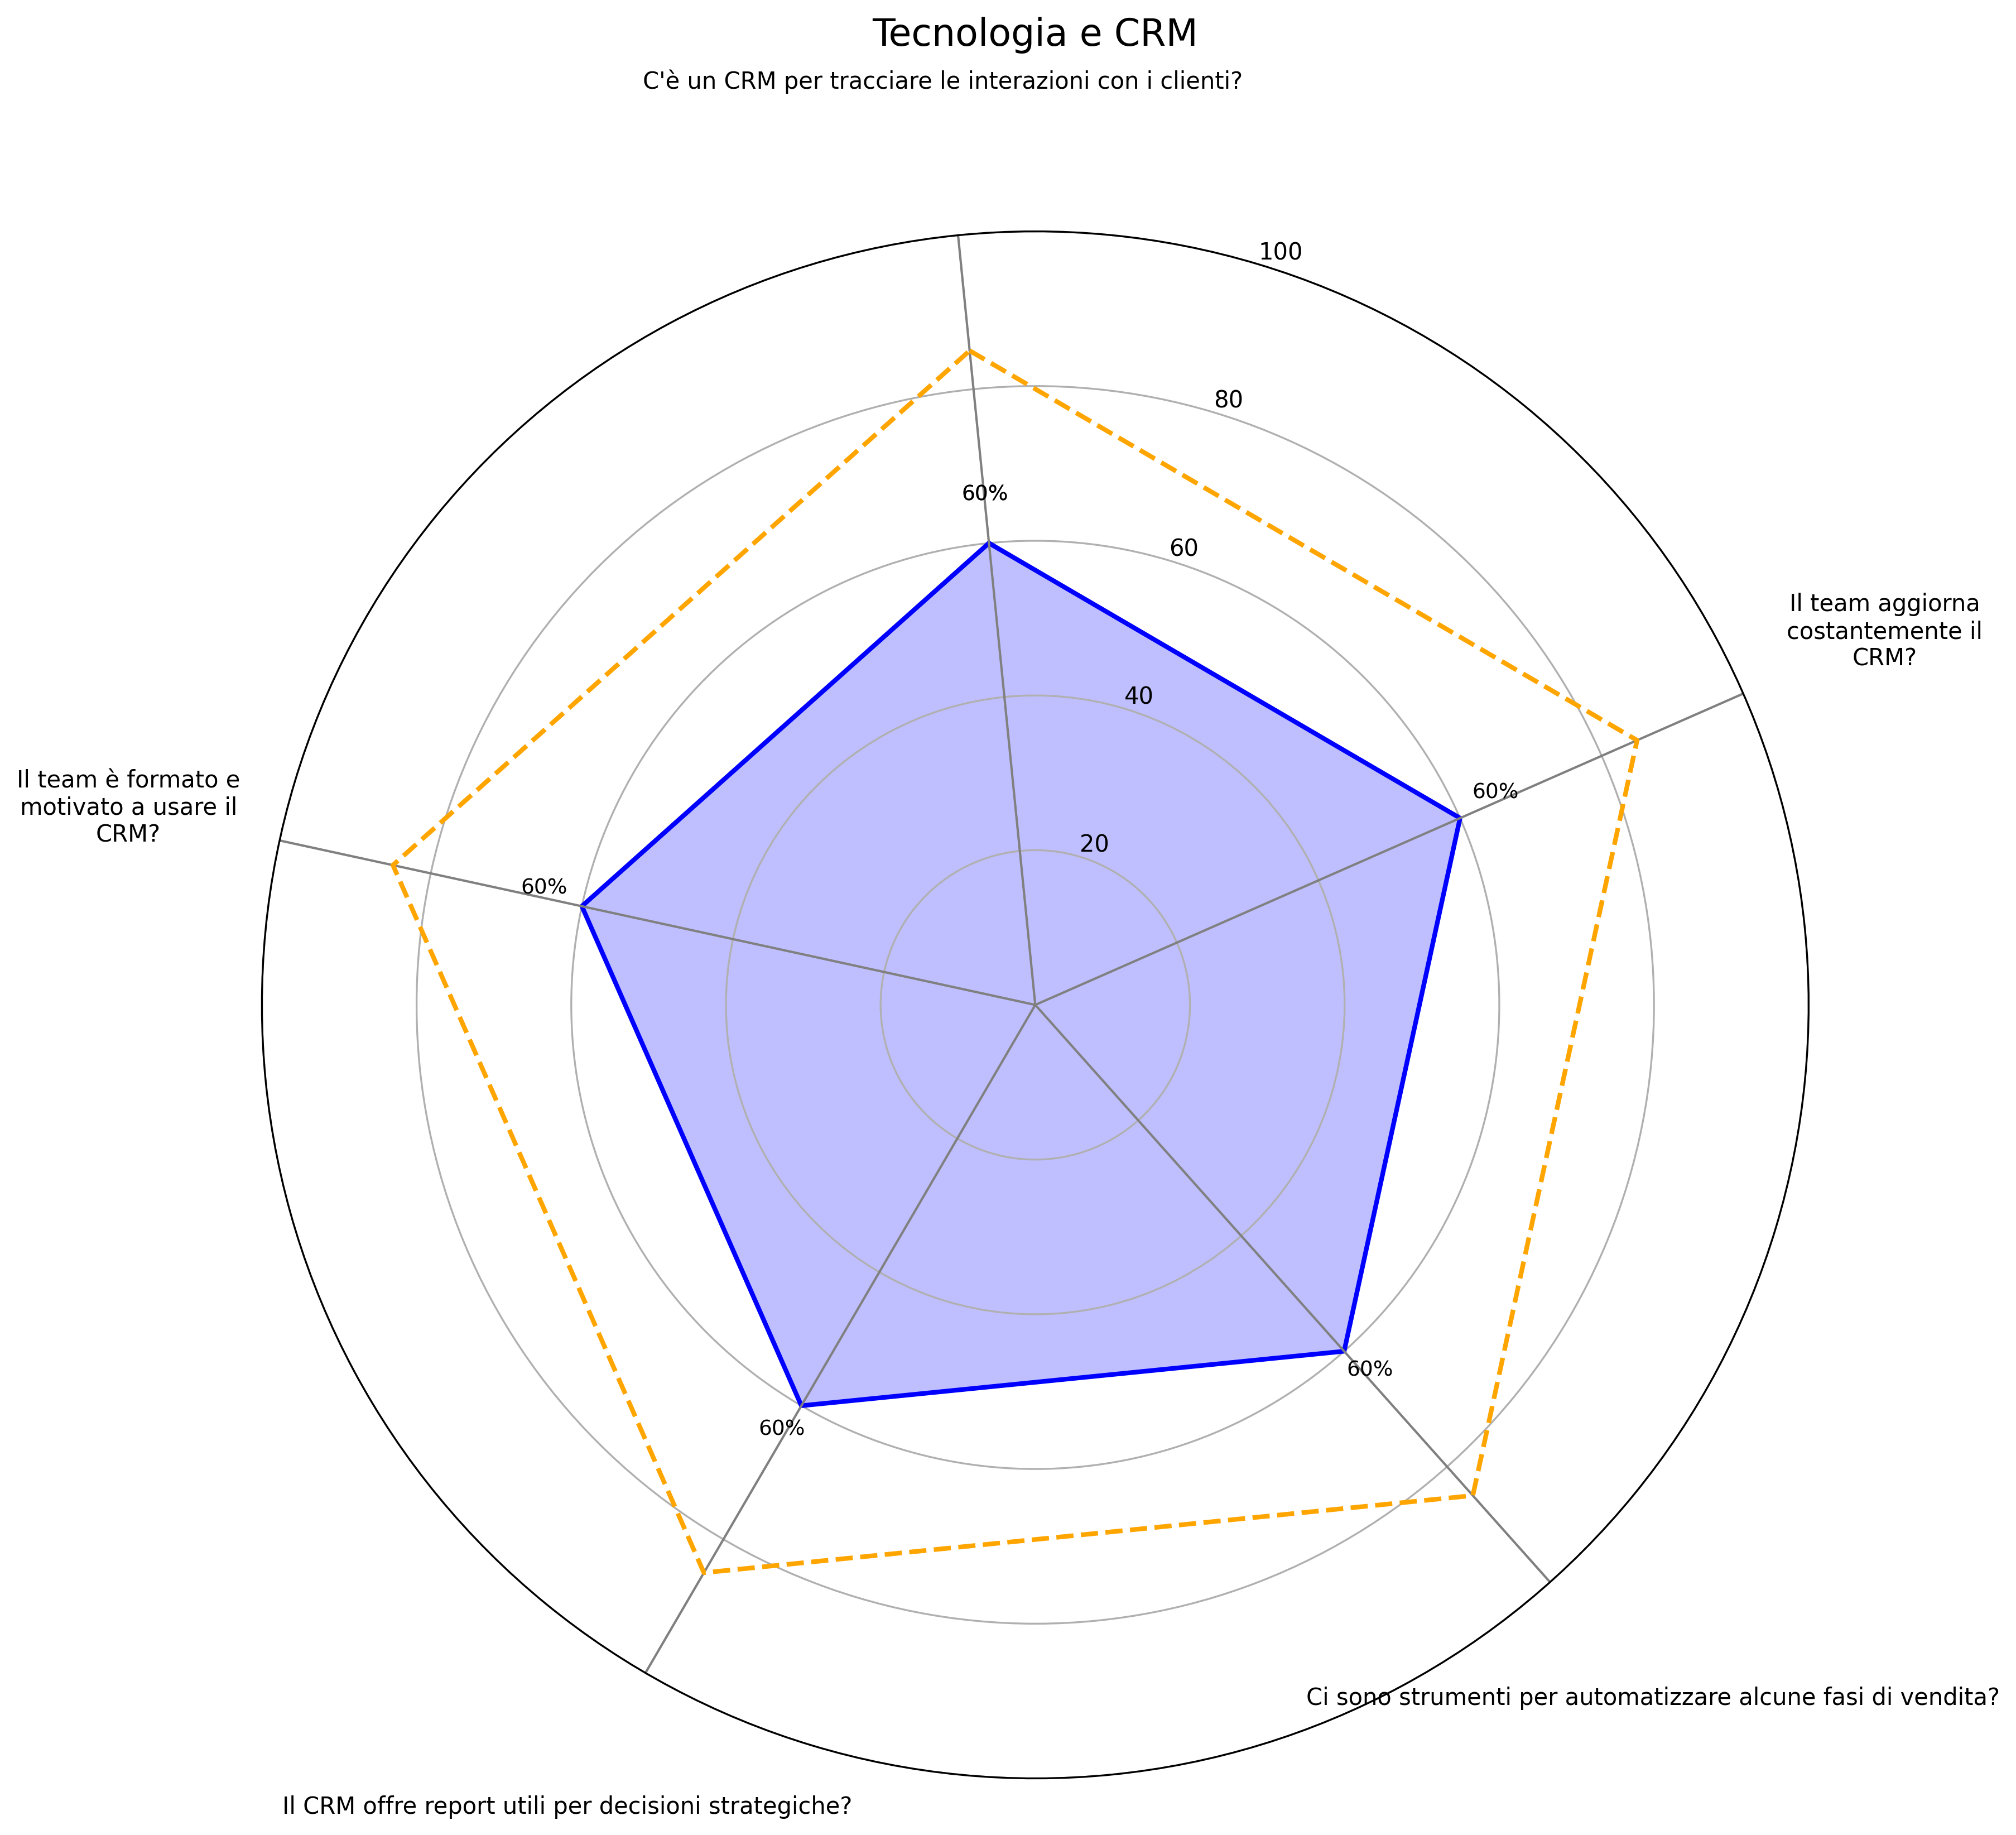 Tecnologia e CRM
C'è un CRM per tracciare le interazioni con i clienti?
100
80
60%
60
Il team aggiorna
costantemente il
CRM?
40
Il team è formato e
motivato a usare il
CRM?
60%
20
60%
60%
60%
Ci sono strumenti per automatizzare alcune fasi di vendita?
Il CRM offre report utili per decisioni strategiche?